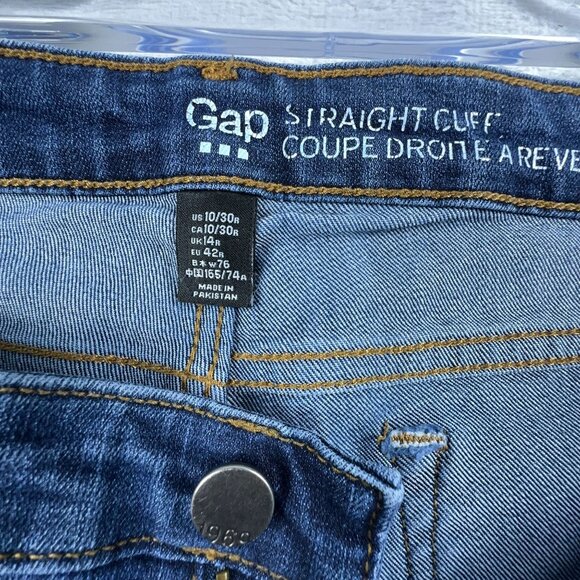 Gap STRAIGHT CUFF
COUPE DROITE A REVE
US 10/30R
CA 10/30R
UK 14R
EU 42R
B✳ W76
中国 165/74A
MADE IN
PAKISTAN
1969